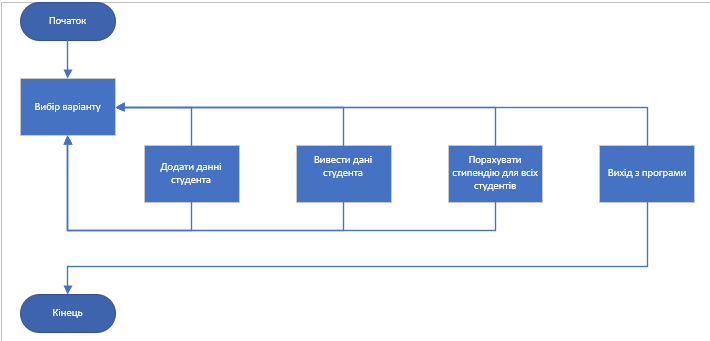 Початок
Вибір варіанту
Додати данні
студента
Вивести дані
студента
Порахувати
стипендію для всіх
студентів
Вихід з програми
Кінець